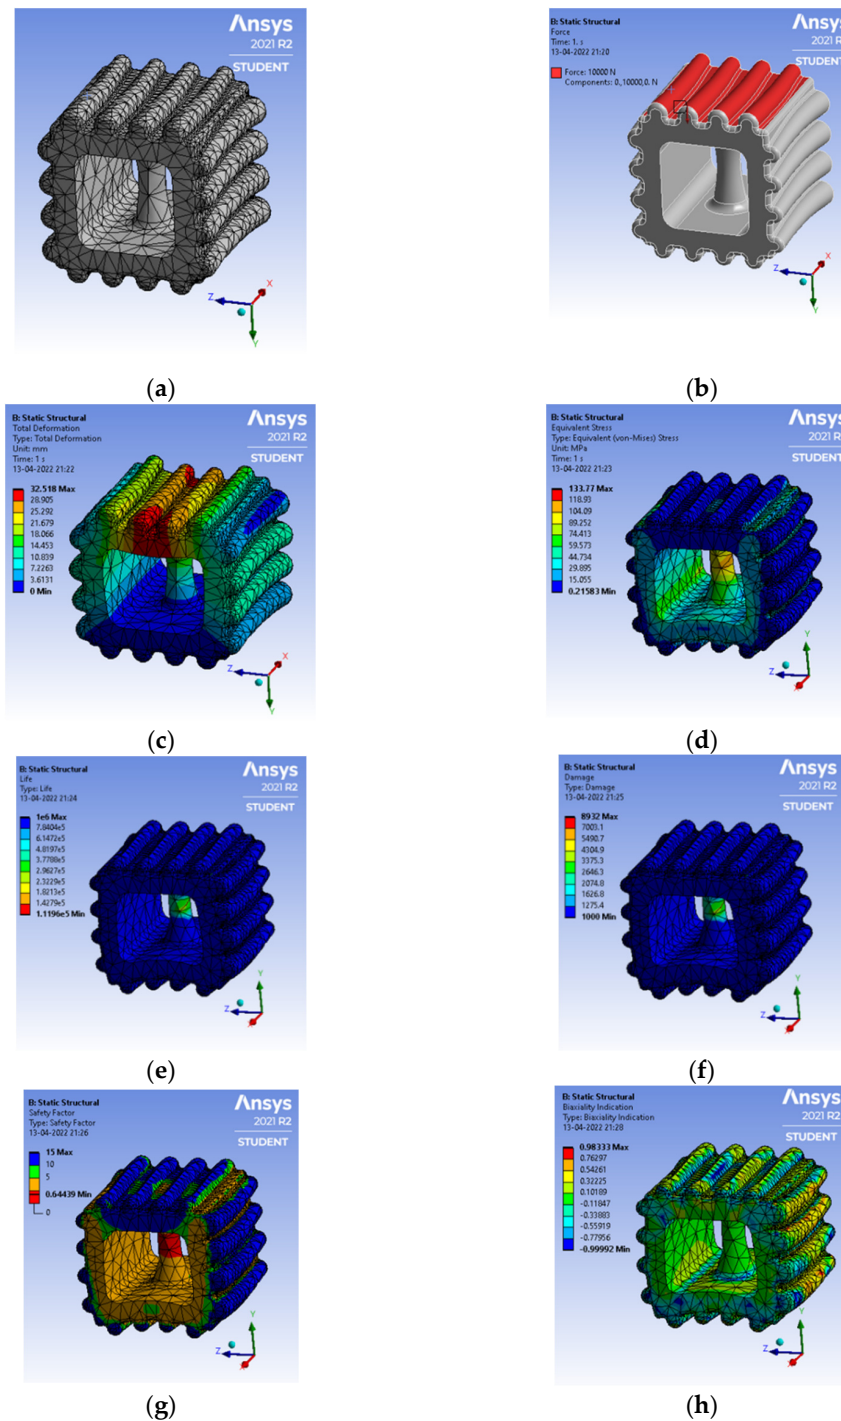 Ansys
2021 R2
STUDENT
Z
X
Y
(a)
B: Static Structural
Force
Time: 1. s
13-04-2022 21:20
Force: 10000 N
Components: 0.,10000,0. N
Ansys
2021 R2
STUDENT
Z
X
Y
(b)
B: Static Structural
Total Deformation
Type: Total Deformation
Unit: mm
Time: 1 s
13-04-2022 21:22
32.518 Max
28.905
25.292
21.679
18.066
14.453
10.839
7.2263
3.6131
0 Min
Ansys
2021 R2
STUDENT
Z
X
Y
(c)
B: Static Structural
Equivalent Stress
Type: Equivalent (von-Mises) Stress
Unit: MPa
Time: 1 s
13-04-2022 21:23
133.77 Max
118.93
104.09
89.252
74.413
59.573
44.734
29.895
15.055
0.21583 Min
Ansys
2021 R2
STUDENT
Y
Z
(d)
B: Static Structural
Life
Type: Life
13-04-2022 21:24
1e6 Max
7.8404e5
6.1472e5
4.8197e5
3.7788e5
2.9627e5
2.3229e5
1.8213e5
1.4279e5
1.1196e5 Min
Ansys
2021 R2
STUDENT
Y
Z
(e)
B: Static Structural
Damage
Type: Damage
13-04-2022 21:25
8932 Max
7003.1
5490.7
4304.9
3375.3
2646.3
2074.8
1626.8
1275.4
1000 Min
Ansys
2021 R2
STUDENT
Y
Z
(f)
B: Static Structural
Safety Factor
Type: Safety Factor
13-04-2022 21:26
15 Max
10
5
0.64439 Min
0
Ansys
2021 R2
STUDENT
Y
Z
(g)
B: Static Structural
Biaxiality Indication
Type: Biaxiality Indication
13-04-2022 21:28
0.98333 Max
0.76297
0.54261
0.32225
0.10189
-0.11847
-0.33883
-0.55919
-0.77956
-0.99992 Min
Ansys
2021 R2
STUDENT
Y
Z
(h)